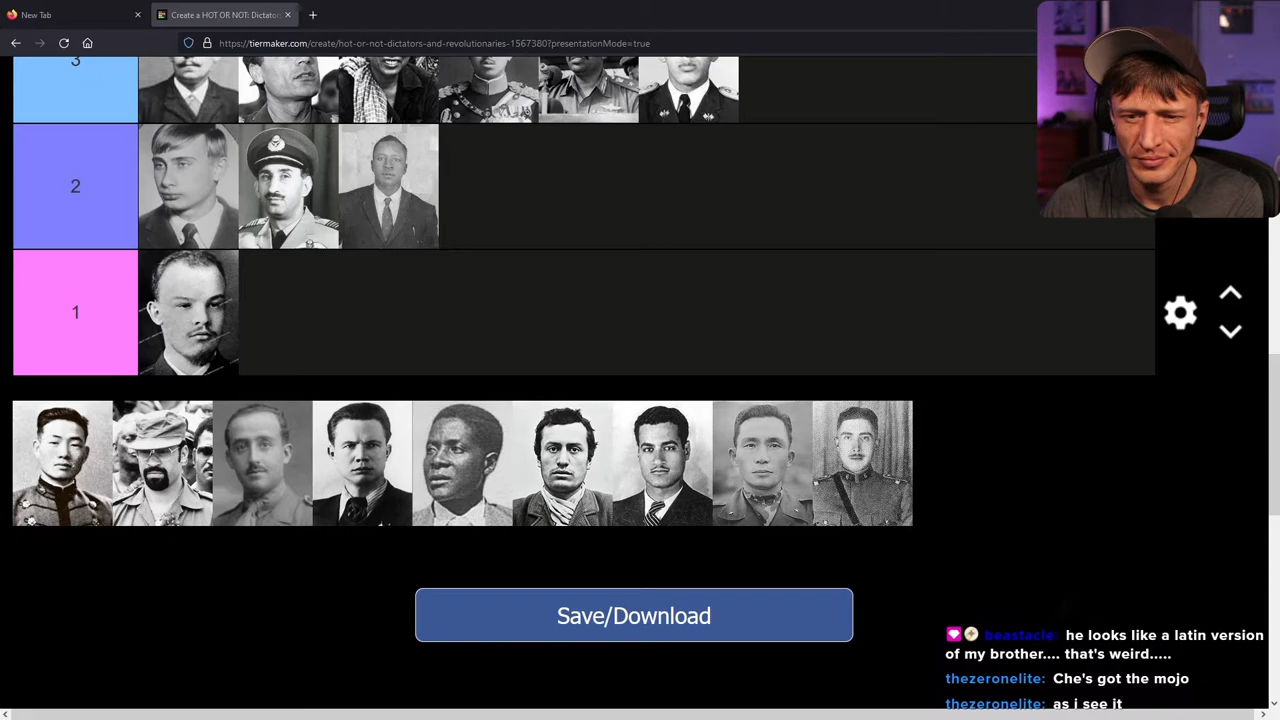 New Tab
Create a HOT OR NOT: Dictators
https://tiermaker.com/create/hot-or-not-dictators-and-revolutionaries-1567380?presentationMode=true
3
2
1
Save/Download
beastacle: he looks like a latin version
of my brother.... that's weird.....
thezeronelite: Che's got the mojo
thezeronelite: as i see it